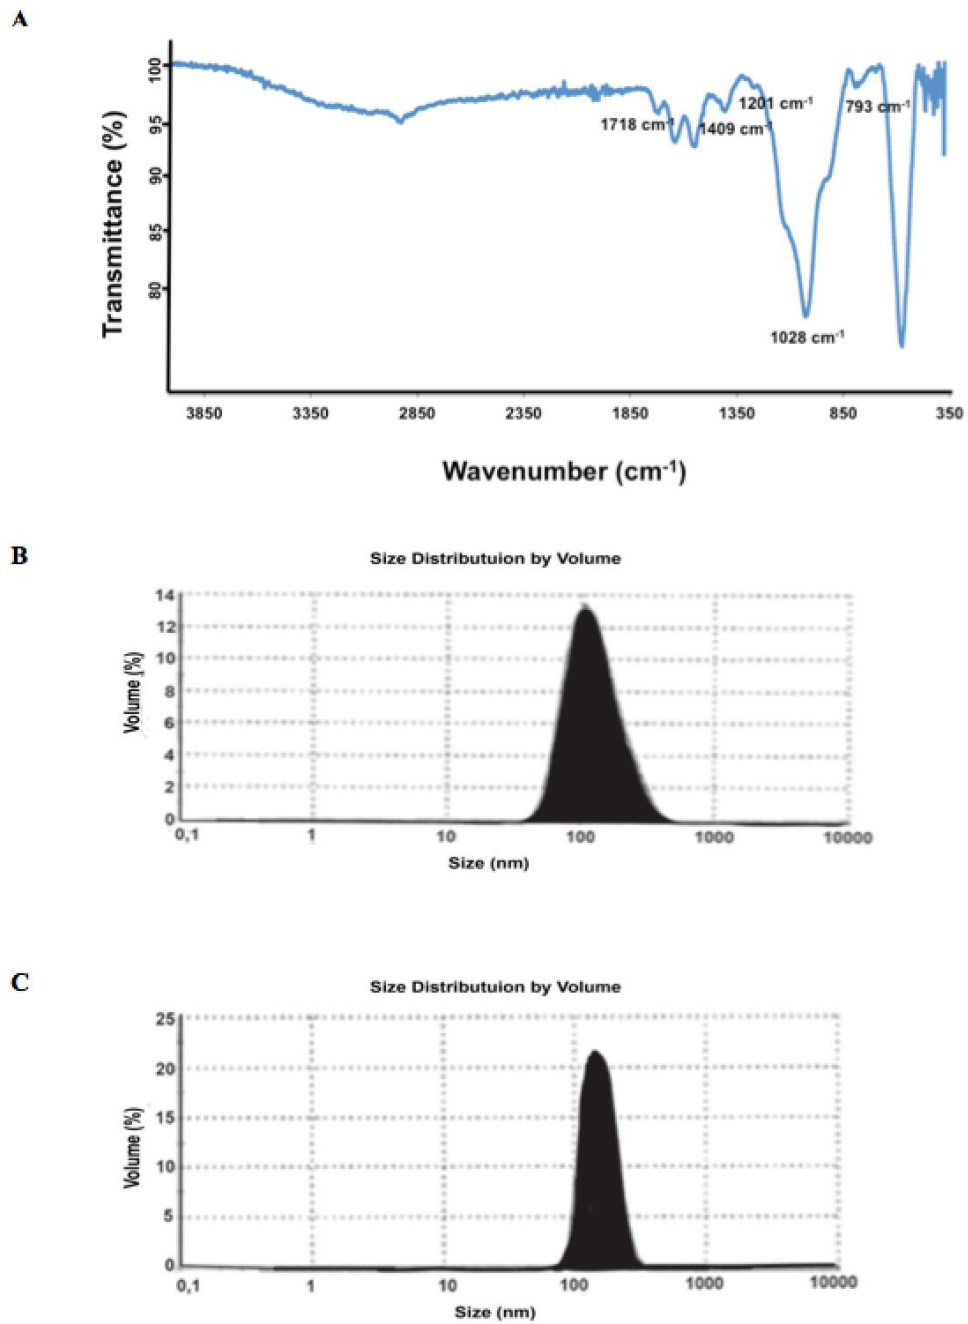 A
Transmittance (%)
100
95
90
85
80
1718 cm-1
1409 cm-1
1201 cm-1
793 cm-1
1028 cm-1
3850 3350 2850 2350 1850 1350 850 350
Wavenumber (cm-1)
B
Size Distributuion by Volume
Volume (%)
14
12
10
8
6
4
2
0
0,1 1 10 100 1000 10000
Size (nm)
C
Size Distributuion by Volume
Volume (%)
25
20
15
10
5
0
0,1 1 10 100 1000 10000
Size (nm)